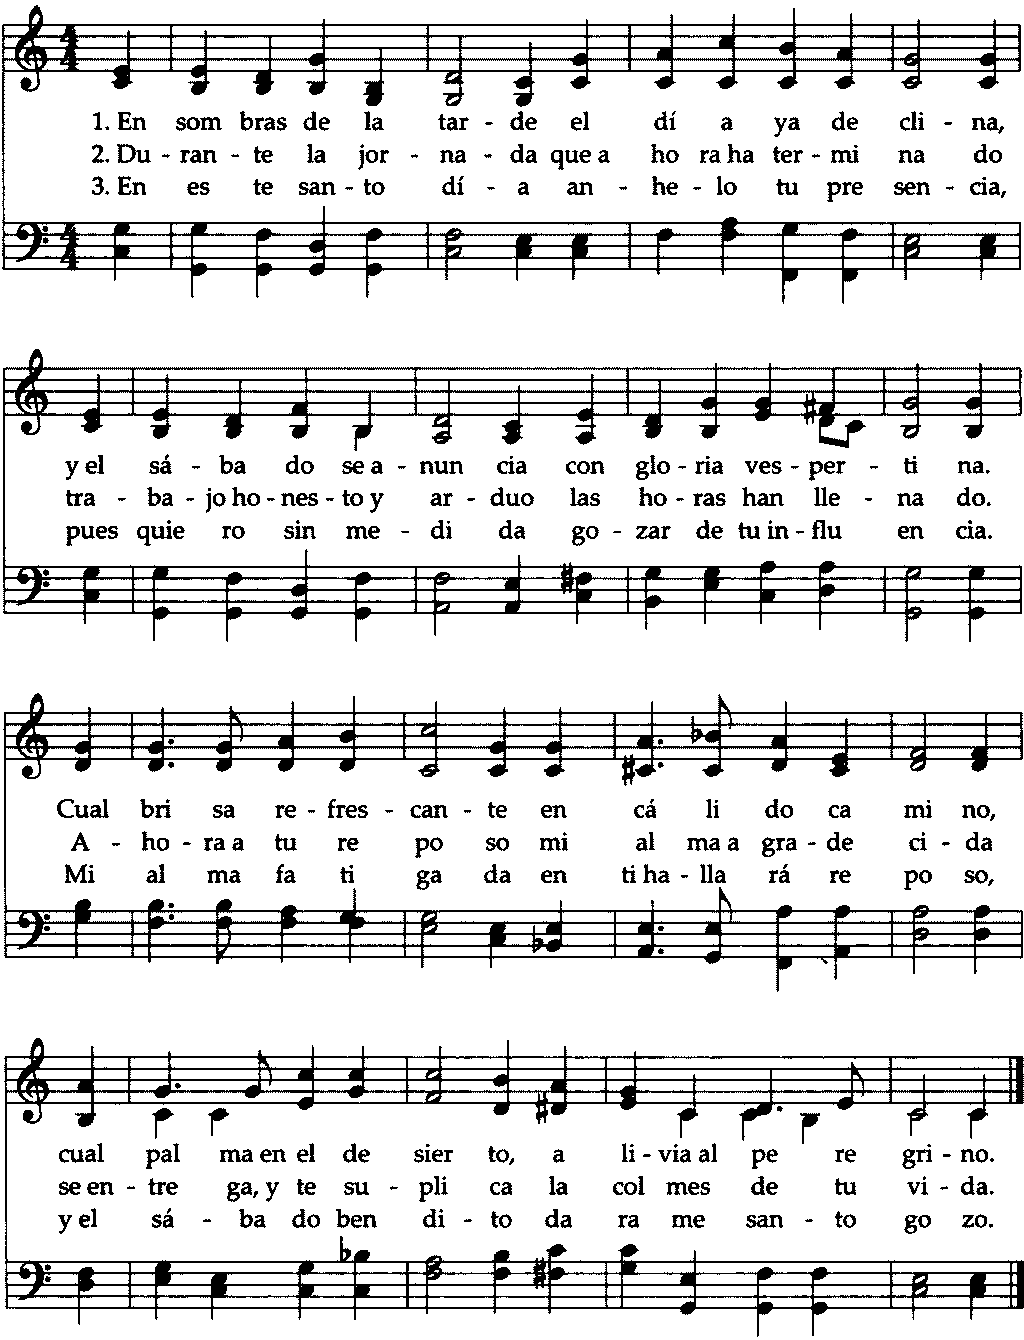 1. En som bras de la tar - de el dí a ya de cli - na,
2. Du - ran - te la jor - na - da que a ho ra ha ter - mi na do
3. En es te san - to dí - a an - he - lo tu pre sen - cia,
y el sá - ba do se a - nun cia con glo - ria ves - per - ti na.
tra - ba - jo ho - nes - to y ar - duo las ho - ras han lle - na do.
pues quie ro sin me - di da go - zar de tu in - flu en cia.
Cual bri sa re - fres - can - te en cá li do ca mi no,
A - ho - ra a tu re po so mi al ma a gra - de ci - da
Mi al ma fa ti ga da en ti ha - lla rá re po so,
cual pal ma en el de sier to, a li - via al pe re gri - no.
se en - tre ga, y te su - pli ca la col mes de tu vi - da.
y el sá - ba do ben di - to da ra me san - to go zo.